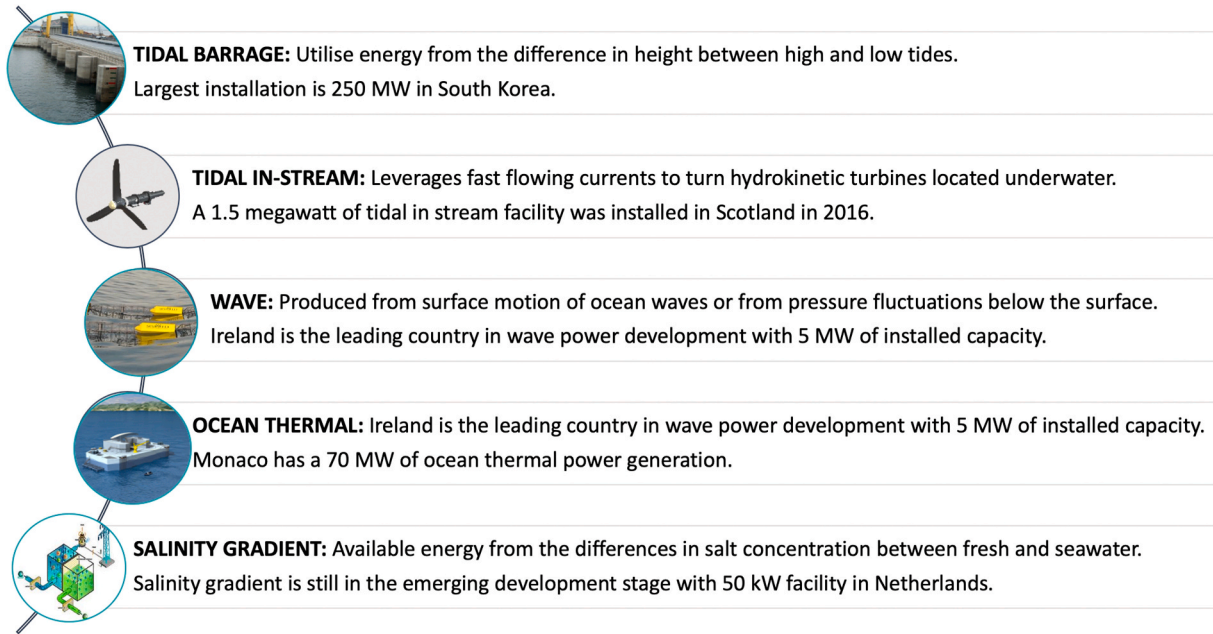 TIDAL BARRAGE: Utilise energy from the difference in height between high and low tides.
Largest installation is 250 MW in South Korea.
TIDAL IN-STREAM: Leverages fast flowing currents to turn hydrokinetic turbines located underwater.
A 1.5 megawatt of tidal in stream facility was installed in Scotland in 2016.
WAVE: Produced from surface motion of ocean waves or from pressure fluctuations below the surface.
Ireland is the leading country in wave power development with 5 MW of installed capacity.
OCEAN THERMAL: Ireland is the leading country in wave power development with 5 MW of installed capacity.
Monaco has a 70 MW of ocean thermal power generation.
SALINITY GRADIENT: Available energy from the differences in salt concentration between fresh and seawater.
Salinity gradient is still in the emerging development stage with 50 kW facility in Netherlands.